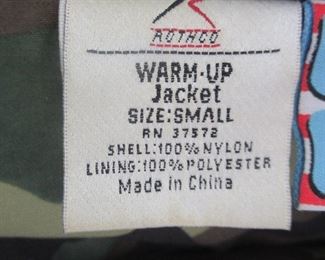 ROTHCO
WARM-UP
Jacket
SIZE:SMALL
RN 37572
SHELL:100%NYLON
LINING:100%POLYESTER
Made in China